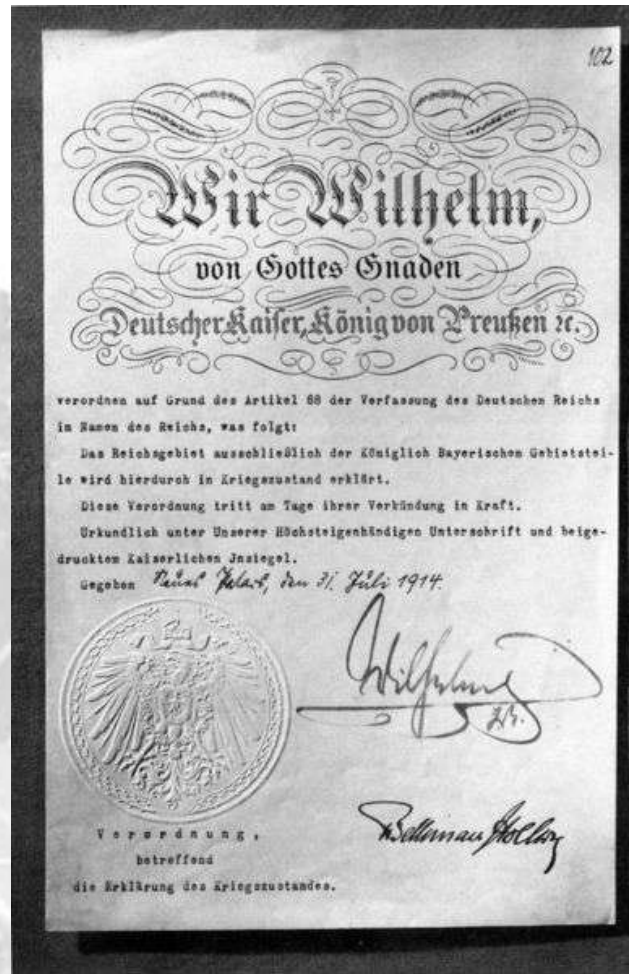 102
Wir Wilhelm,
von Gottes Gnaden
Deutscher Kaiser, König von Preußen ꝛc.
verordnen auf Grund des Artikel 68 der Verfassung des Deutschen Reichs
im Namen des Reichs, was folgt:
Das Reichsgebiet ausschließlich der Königlich Bayerischen Gebietstei-
le wird hierdurch in Kriegszustand erklärt.
Diese Verordnung tritt am Tage ihrer Verkündung in Kraft.
Urkundlich unter Unserer Höchsteigenhändigen Unterschrift und beige-
drucktem Kaiserlichen Jnsiegel.
Gegeben Neues Palais, den 31. Juli 1914.
Wilhelm
I.R.
Bethmann Hollweg
Verordnung,
betreffend
die Erklärung des Kriegszustandes.